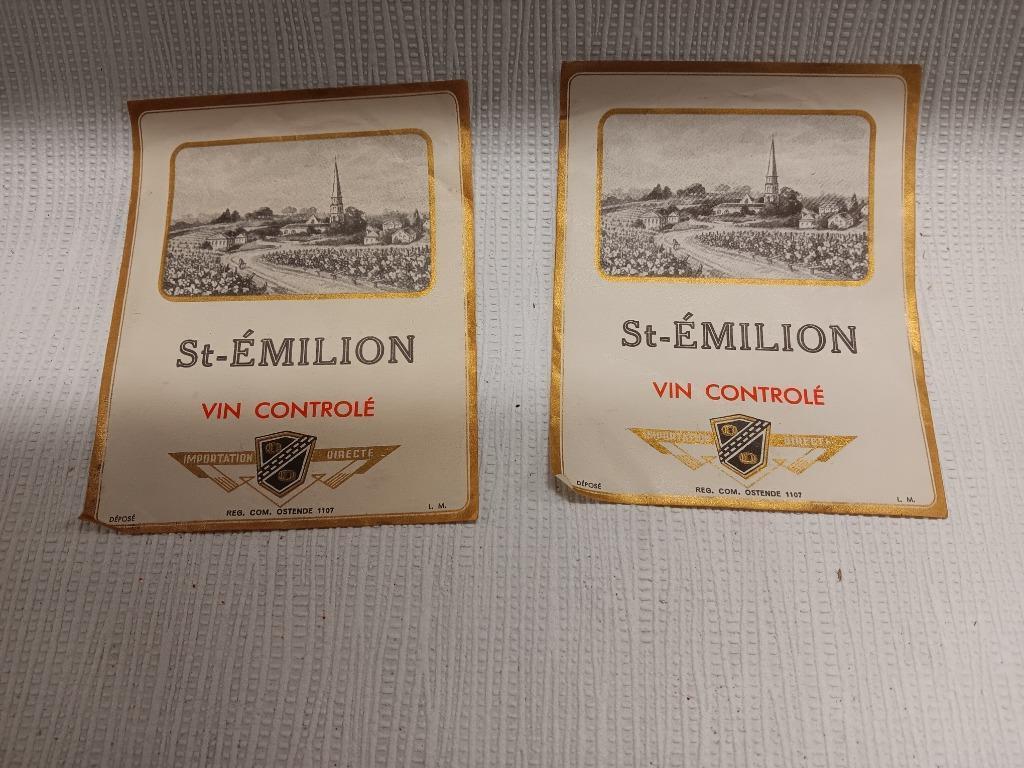 St-ÉMILION
VIN CONTROLÉ
IMPORTATION DIRECTE
DÉPOSÉ
REG. COM. OSTENDE 1107
L. M.
St-ÉMILION
VIN CONTROLÉ
IMPORTATION DIRECTE
DÉPOSÉ
REG. COM. OSTENDE 1107
L. M.